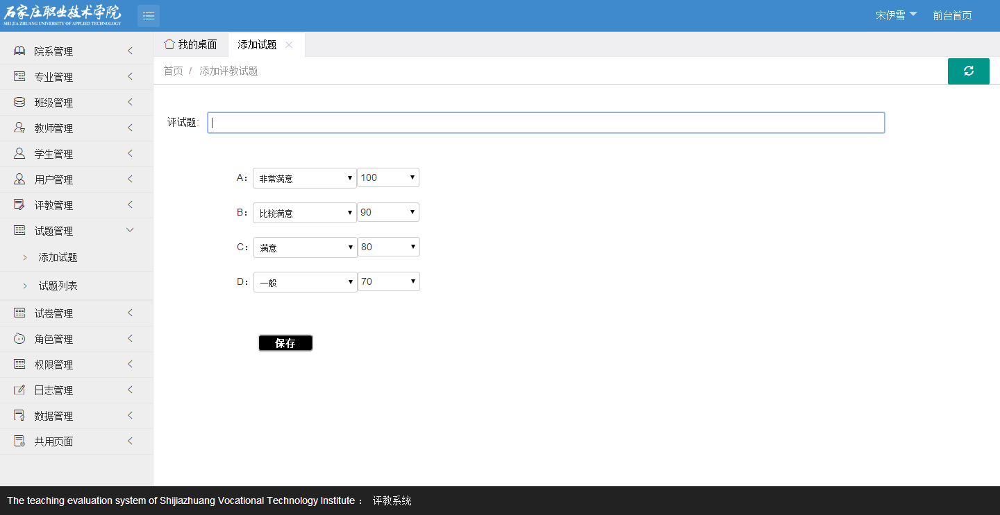 石家庄职业技术学院
SHI JIA ZHUANG UNIVERSITY OF APPLIED TECHNOLOGY
宋伊雪 前台首页
院系管理
专业管理
班级管理
教师管理
学生管理
用户管理
评教管理
试题管理
添加试题
试题列表
试卷管理
角色管理
权限管理
日志管理
数据管理
共用页面
我的桌面 添加试题
首页 / 添加评教试题
评试题:
A: 非常满意 100
B: 比较满意 90
C: 满意 80
D: 一般 70
保存
The teaching evaluation system of Shijiazhuang Vocational Technology Institute： 评教系统